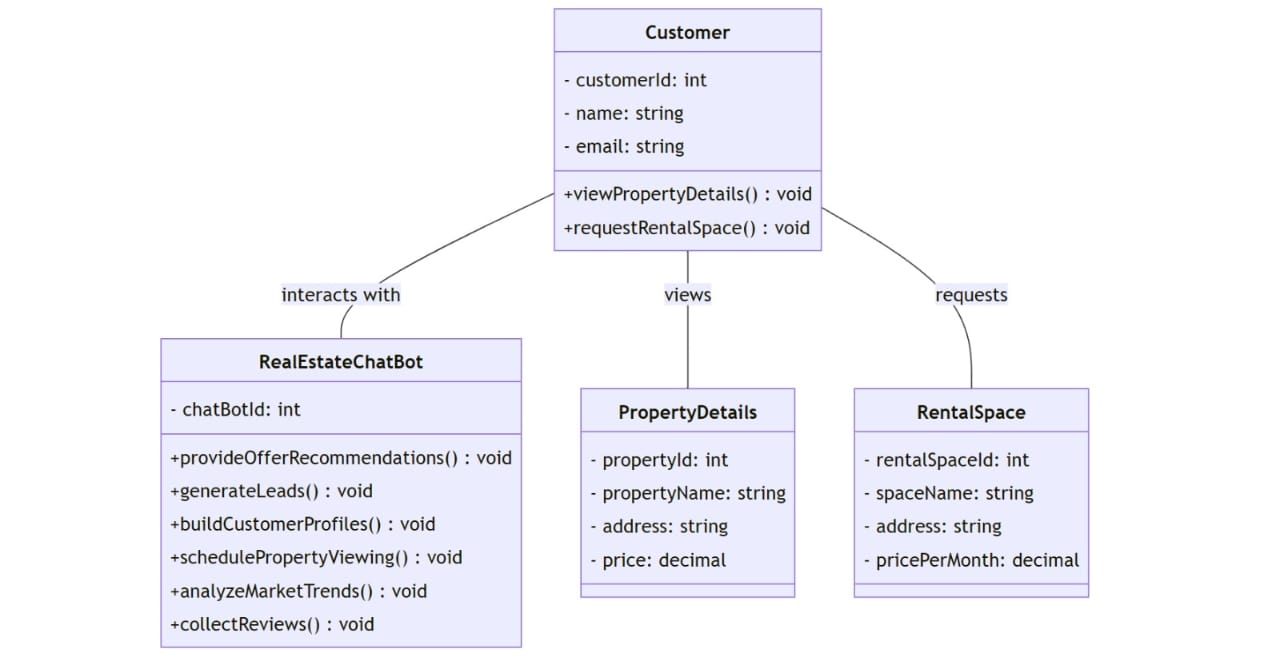 Customer
- customerId: int
- name: string
- email: string
+viewPropertyDetails() : void
+requestRentalSpace() : void
interacts with
views
requests
RealEstateChatBot
- chatBotId: int
+provideOfferRecommendations() : void
+generateLeads() : void
+buildCustomerProfiles() : void
+schedulePropertyViewing() : void
+analyzeMarketTrends() : void
+collectReviews() : void
PropertyDetails
- propertyId: int
- propertyName: string
- address: string
- price: decimal
RentalSpace
- rentalSpaceId: int
- spaceName: string
- address: string
- pricePerMonth: decimal